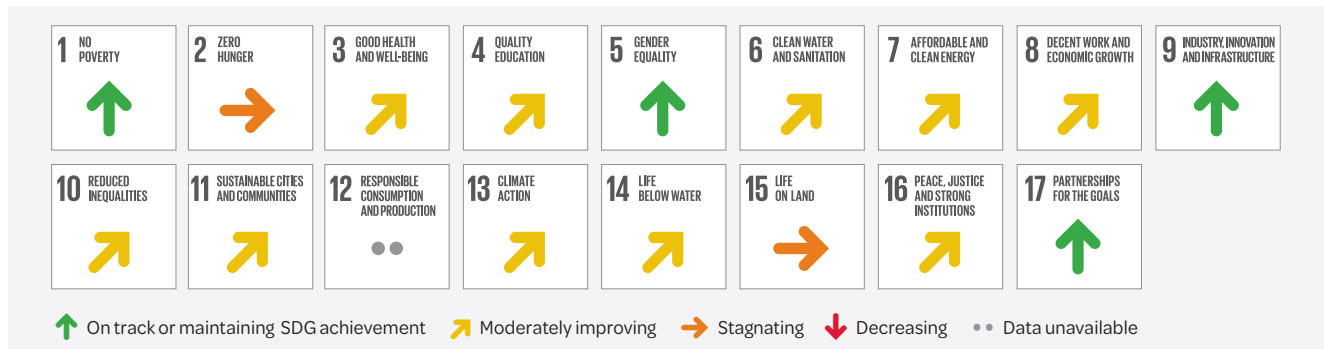 1 NO
POVERTY
2 ZERO
HUNGER
3 GOOD HEALTH
AND WELL-BEING
4 QUALITY
EDUCATION
5 GENDER
EQUALITY
6 CLEAN WATER
AND SANITATION
7 AFFORDABLE AND
CLEAN ENERGY
8 DECENT WORK AND
ECONOMIC GROWTH
9 INDUSTRY, INNOVATION
AND INFRASTRUCTURE
10 REDUCED
INEQUALITIES
11 SUSTAINABLE CITIES
AND COMMUNITIES
12 RESPONSIBLE
CONSUMPTION
AND PRODUCTION
13 CLIMATE
ACTION
14 LIFE
BELOW WATER
15 LIFE
ON LAND
16 PEACE, JUSTICE
AND STRONG
INSTITUTIONS
17 PARTNERSHIPS
FOR THE GOALS
On track or maintaining SDG achievement Moderately improving Stagnating Decreasing Data unavailable